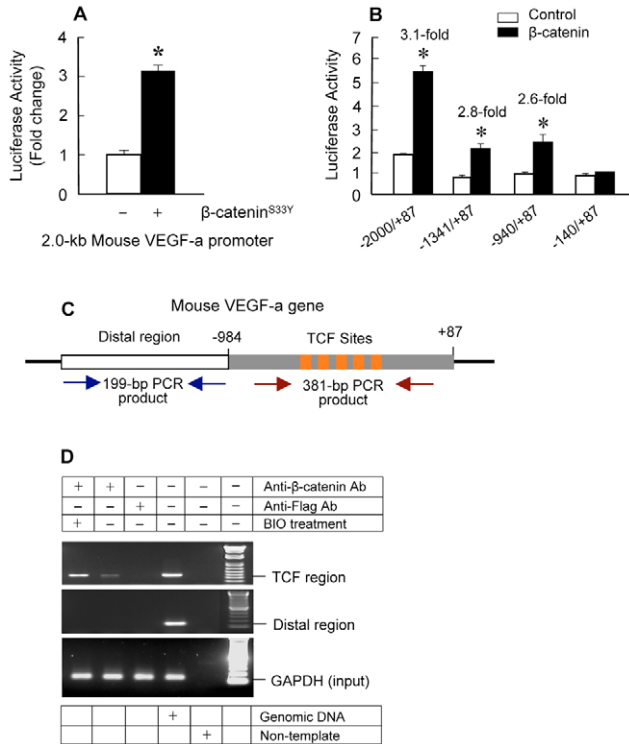 A
Luciferase Activity
(Fold change)
4
3
2
1
0
*
− +
β-catenin^S33Y
2.0-kb Mouse VEGF-a promoter
B
Control
β-catenin
Luciferase Activity
7
6
5
4
3
2
1
0
3.1-fold
*
2.8-fold
*
2.6-fold
*
-2000/+87
-1341/+87
-940/+87
-140/+87
C
Mouse VEGF-a gene
Distal region
-984
TCF Sites
+87
199-bp PCR
product
381-bp PCR
product
D
+ + − − − − Anti-β-catenin Ab
− − + − − − Anti-Flag Ab
+ − − − − − BIO treatment
TCF region
Distal region
GAPDH (input)
+ Genomic DNA
+ Non-template